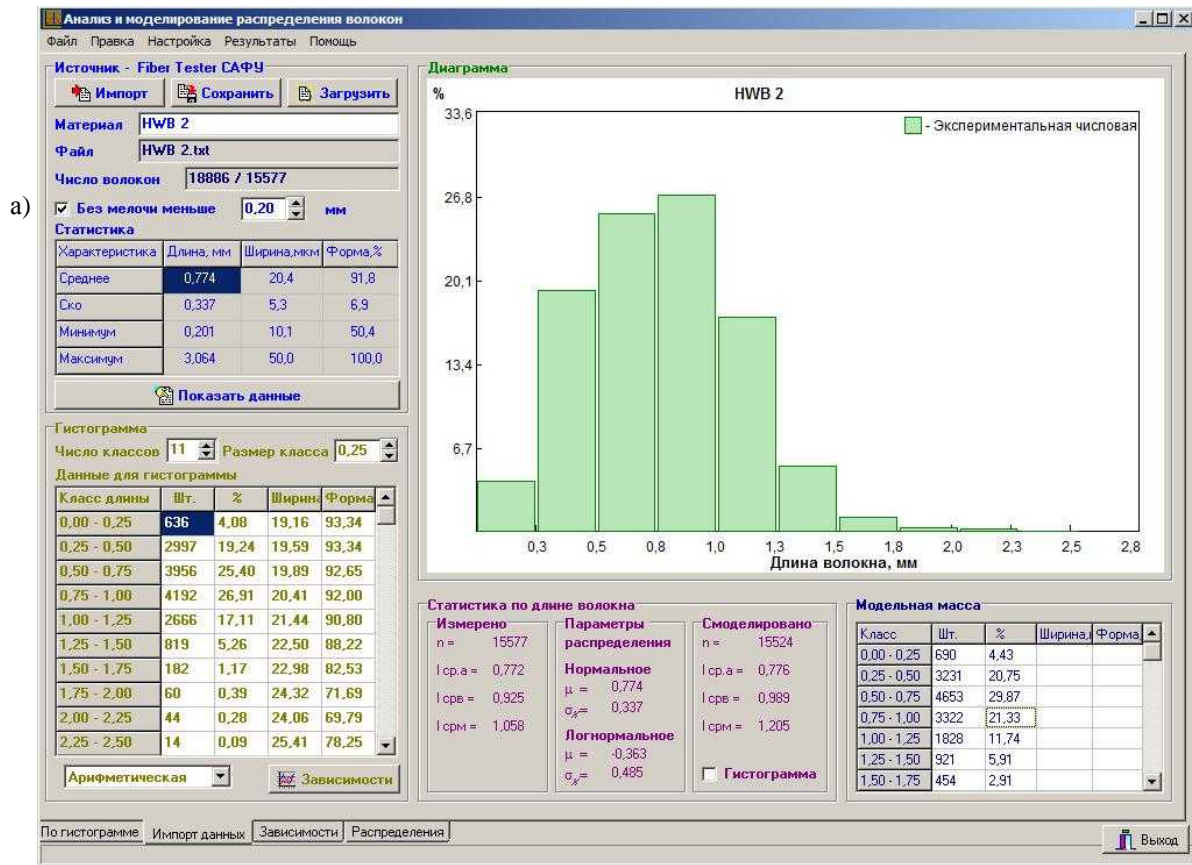 а)
Анализ и моделирование распределения волокон
Файл Правка Настройка Результаты Помощь
Источник - Fiber Tester САФУ
Импорт Сохранить Загрузить
Материал HWB 2
Файл HWB 2.txt
Число волокон 18886 / 15577
Без мелочи меньше 0,20 мм
Статистика
Характеристика Длина, мм Ширина,мкм Форма,%
Среднее 0,774 20,4 91,8
Ско 0,337 5,3 6,9
Минимум 0,201 10,1 50,4
Максимум 3,064 50,0 100,0
Показать данные
Гистограмма
Число классов 11 Размер класса 0,25
Данные для гистограммы
Класс длины Шт. % Ширина Форма
0,00 - 0,25 636 4,08 19,16 93,34
0,25 - 0,50 2997 19,24 19,59 93,34
0,50 - 0,75 3956 25,40 19,89 92,65
0,75 - 1,00 4192 26,91 20,41 92,00
1,00 - 1,25 2666 17,11 21,44 90,80
1,25 - 1,50 819 5,26 22,50 88,22
1,50 - 1,75 182 1,17 22,98 82,53
1,75 - 2,00 60 0,39 24,32 71,69
2,00 - 2,25 44 0,28 24,06 69,79
2,25 - 2,50 14 0,09 25,41 78,25
Арифметическая Зависимости
Диаграмма
% HWB 2
- Экспериментальная числовая
33,6
26,8
20,1
13,4
6,7
0,3 0,5 0,8 1,0 1,3 1,5 1,8 2,0 2,3 2,5 2,8
Длина волокна, мм
Статистика по длине волокна
Измерено
n = 15577
l ср.а = 0,772
l срв = 0,925
l срм = 1,058
Параметры
распределения
Нормальное
μ = 0,774
σx= 0,337
Логнормальное
μ = -0,363
σx= 0,485
Смоделировано
n = 15524
l ср.а = 0,776
l срв = 0,989
l срм = 1,205
Гистограмма
Модельная масса
Класс Шт. % Ширина, Форма,
0,00 - 0,25 690 4,43
0,25 - 0,50 3231 20,75
0,50 - 0,75 4653 29,87
0,75 - 1,00 3322 21,33
1,00 - 1,25 1828 11,74
1,25 - 1,50 921 5,91
1,50 - 1,75 454 2,91
По гистограмме Импорт данных Зависимости Распределения
Выход